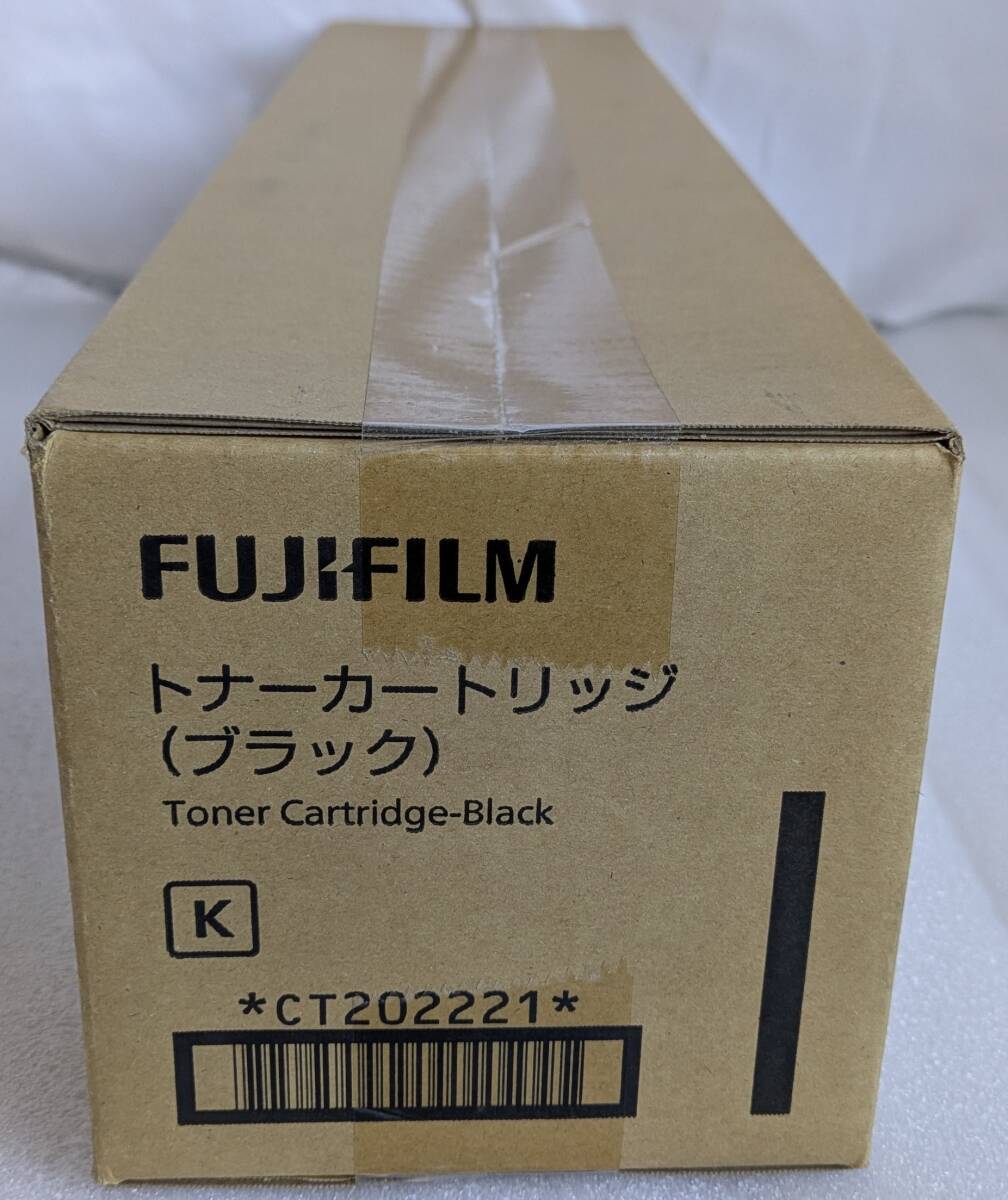 FUJIFILM
トナーカートリッジ
(ブラック)
Toner Cartridge-Black
K
*CT202221*